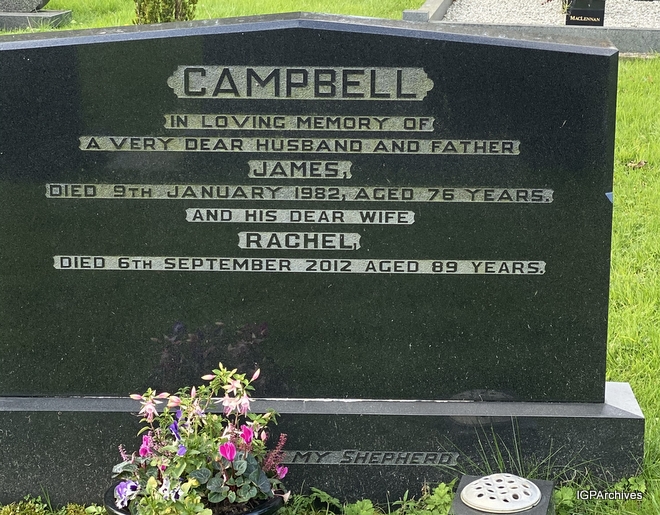 MacLENNAN
CAMPBELL
IN LOVING MEMORY OF
A VERY DEAR HUSBAND AND FATHER
JAMES,
DIED 9TH JANUARY 1982, AGED 76 YEARS.
AND HIS DEAR WIFE
RACHEL,
DIED 6TH SEPTEMBER 2012 AGED 89 YEARS.
MY SHEPHERD
IGPArchives